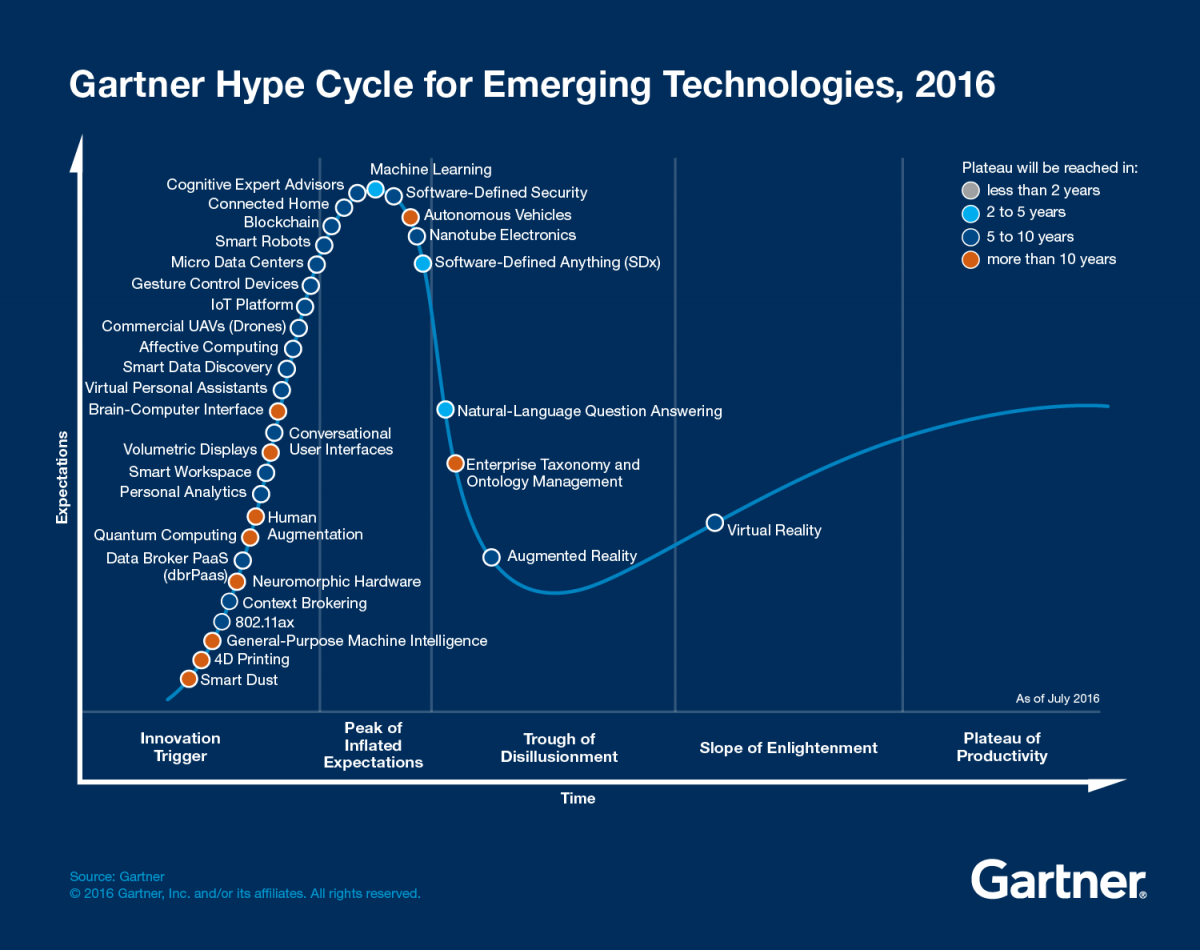 Gartner Hype Cycle for Emerging Technologies, 2016
Plateau will be reached in:
less than 2 years
2 to 5 years
5 to 10 years
more than 10 years
Expectations
Machine Learning
Cognitive Expert Advisors
Software-Defined Security
Connected Home
Autonomous Vehicles
Blockchain
Nanotube Electronics
Smart Robots
Micro Data Centers
Software-Defined Anything (SDx)
Gesture Control Devices
IoT Platform
Commercial UAVs (Drones)
Affective Computing
Smart Data Discovery
Virtual Personal Assistants
Brain-Computer Interface
Natural-Language Question Answering
Conversational
User Interfaces
Volumetric Displays
Enterprise Taxonomy and
Ontology Management
Smart Workspace
Personal Analytics
Human
Augmentation
Quantum Computing
Virtual Reality
Data Broker PaaS
(dbrPaas)
Augmented Reality
Neuromorphic Hardware
Context Brokering
802.11ax
General-Purpose Machine Intelligence
4D Printing
Smart Dust
As of July 2016
Innovation
Trigger
Peak of
Inflated
Expectations
Trough of
Disillusionment
Slope of Enlightenment
Plateau of
Productivity
Time
Source: Gartner
© 2016 Gartner, Inc. and/or its affiliates. All rights reserved.
Gartner®